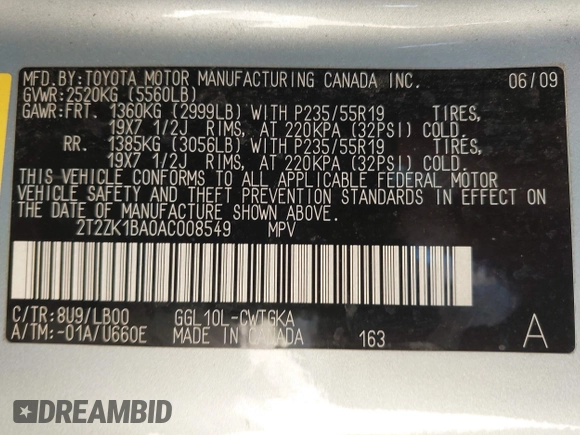 MFD.BY:TOYOTA MOTOR MANUFACTURING CANADA INC. 06/09
GVWR:2520KG (5560LB)
GAWR:FRT. 1360KG (2999LB) WITH P235/55R19 TIRES,
19X7 1/2J RIMS, AT 220KPA (32PSI) COLD.
RR. 1385KG (3056LB) WITH P235/55R19 TIRES,
19X7 1/2J RIMS, AT 220KPA (32PSI) COLD.
THIS VEHICLE CONFORMS TO ALL APPLICABLE FEDERAL MOTOR
VEHICLE SAFETY AND THEFT PREVENTION STANDARDS IN EFFECT ON
THE DATE OF MANUFACTURE SHOWN ABOVE.
2T2ZK1BA0AC008549 MPV
C/TR:8U9/LB00 GGL10L-CWTGKA
A/TM:-01A/U660E MADE IN CANADA 163 A
DREAMBID